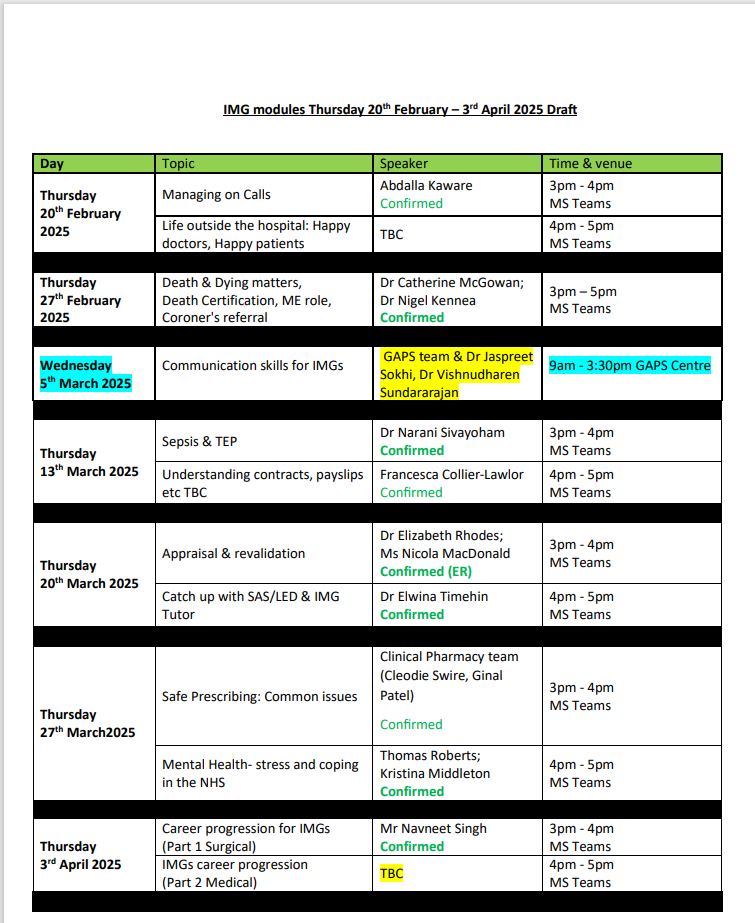 IMG modules Thursday 20th February – 3rd April 2025 Draft
Day Topic Speaker Time & venue
Thursday
20th February
2025
Managing on Calls
Abdalla Kaware
Confirmed
3pm - 4pm
MS Teams
Life outside the hospital: Happy
doctors, Happy patients
TBC
4pm - 5pm
MS Teams
Thursday
27th February
2025
Death & Dying matters,
Death Certification, ME role,
Coroner's referral
Dr Catherine McGowan;
Dr Nigel Kennea
Confirmed
3pm – 5pm
MS Teams
Wednesday
5th March 2025
Communication skills for IMGs
GAPS team & Dr Jaspreet
Sokhi, Dr Vishnudharen
Sundararajan
9am - 3:30pm GAPS Centre
Thursday
13th March 2025
Sepsis & TEP
Dr Narani Sivayoham
Confirmed
3pm - 4pm
MS Teams
Understanding contracts, payslips
etc TBC
Francesca Collier-Lawlor
Confirmed
4pm - 5pm
MS Teams
Thursday
20th March 2025
Appraisal & revalidation
Dr Elizabeth Rhodes;
Ms Nicola MacDonald
Confirmed (ER)
3pm - 4pm
MS Teams
Catch up with SAS/LED & IMG
Tutor
Dr Elwina Timehin
Confirmed
4pm - 5pm
MS Teams
Thursday
27th March2025
Safe Prescribing: Common issues
Clinical Pharmacy team
(Cleodie Swire, Ginal
Patel)
Confirmed
3pm - 4pm
MS Teams
Mental Health- stress and coping
in the NHS
Thomas Roberts;
Kristina Middleton
Confirmed
4pm - 5pm
MS Teams
Thursday
3rd April 2025
Career progression for IMGs
(Part 1 Surgical)
Mr Navneet Singh
Confirmed
3pm - 4pm
MS Teams
IMGs career progression
(Part 2 Medical)
TBC
4pm - 5pm
MS Teams